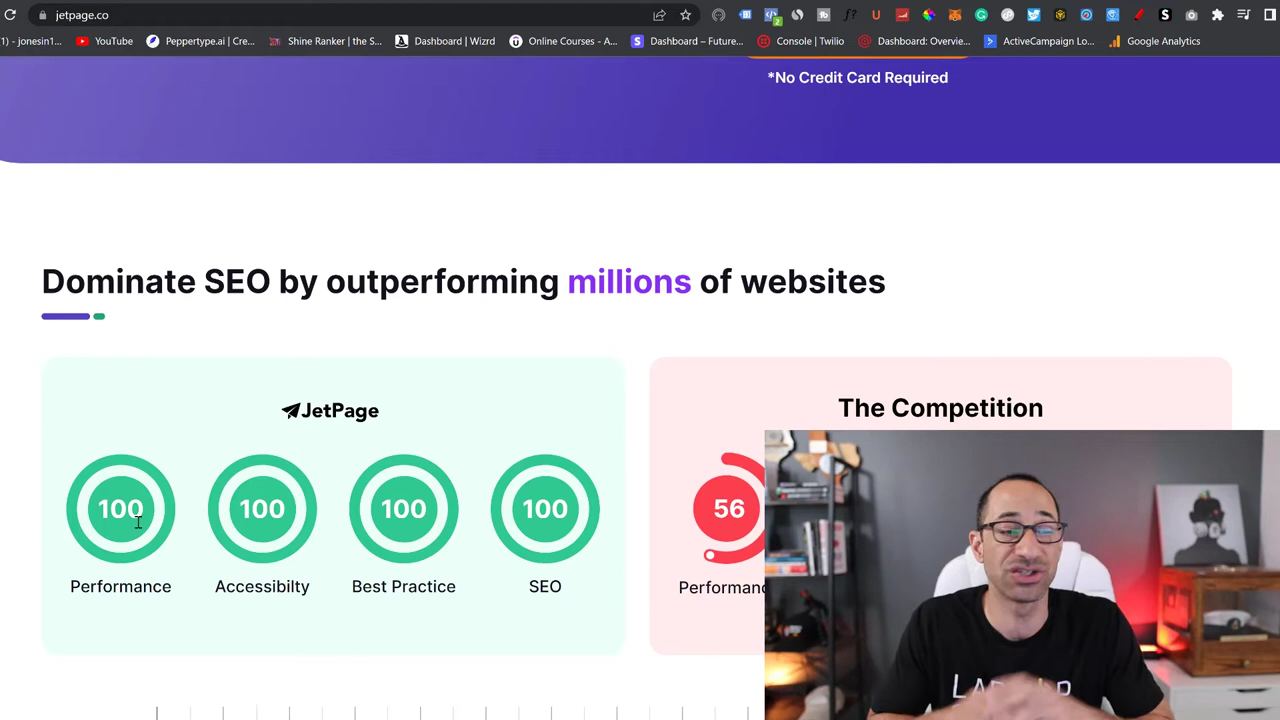 jetpage.co
1) - jonesin1...
YouTube
Peppertype.ai | Cre...
Shine Ranker | the S...
Dashboard | Wizrd
Online Courses - A...
Dashboard – Future...
Console | Twilio
Dashboard: Overvie...
ActiveCampaign Lo...
Google Analytics
*No Credit Card Required
Dominate SEO by outperforming millions of websites
JetPage
The Competition
100
100
100
100
56
Performance
Accessibilty
Best Practice
SEO
Performanc